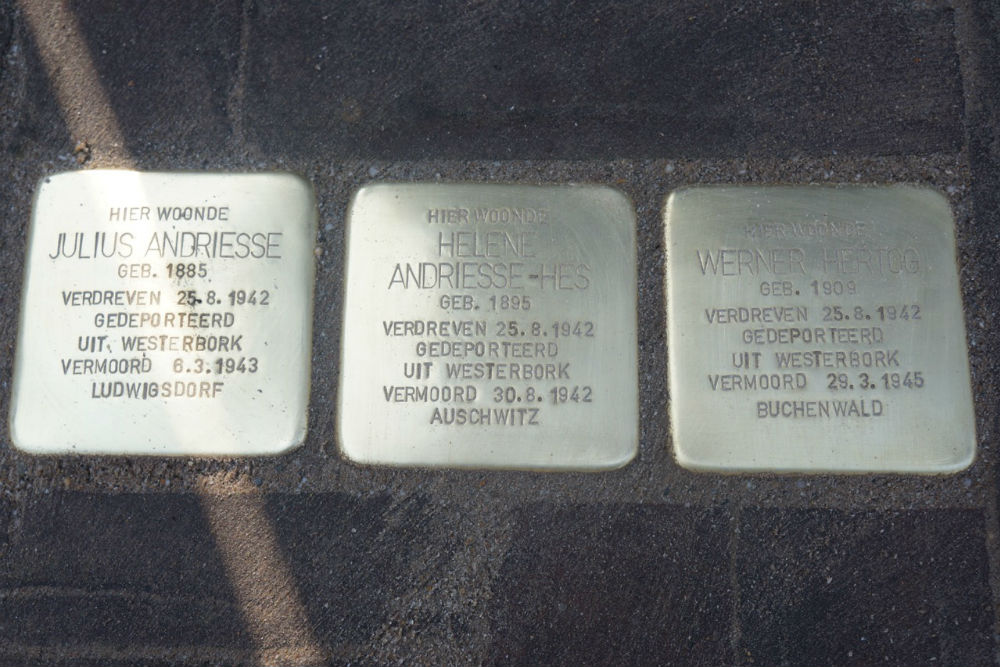 HIER WOONDE
JULIUS ANDRIESSE
GEB. 1885
VERDREVEN 25.8.1942
GEDEPORTEERD
UIT WESTERBORK
VERMOORD 6.3.1943
LUDWIGSDORF
HIER WOONDE
HELENE
ANDRIESSE-HES
GEB. 1895
VERDREVEN 25.8.1942
GEDEPORTEERD
UIT WESTERBORK
VERMOORD 30.8.1942
AUSCHWITZ
HIER WOONDE
WERNER HERTOG
GEB. 1909
VERDREVEN 25.8.1942
GEDEPORTEERD
UIT WESTERBORK
VERMOORD 29.3.1945
BUCHENWALD